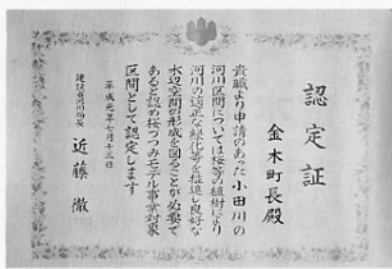 認定証
金木町長殿
貴職より申請のあった小田川の
河川区間については桜等の植樹により
河川の適正な緑化等を推進し良好な
水辺空間の形成を図ることが必要で
あると認め桜つつみモデル事業対象
区間として認定します
平成元年七月十三日
建設省河川局長 近藤徹